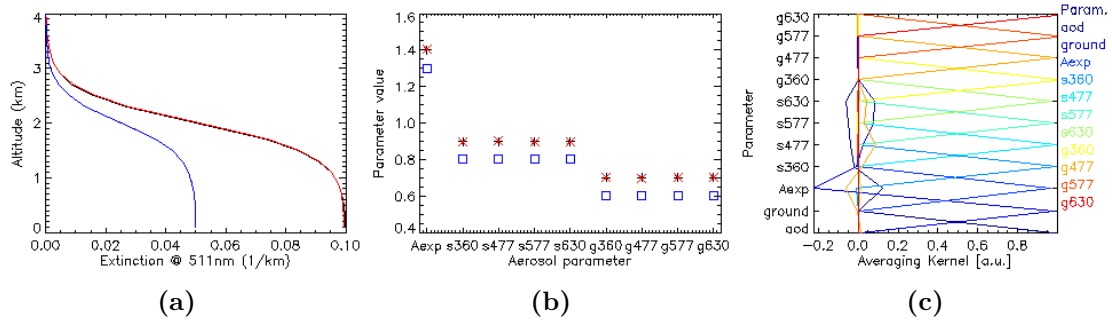 4
3
2
1
0
Altitude (km)
0.00 0.02 0.04 0.06 0.08 0.10
Extinction @ 511nm (1/km)
(a)
1.6
1.4
1.2
1.0
0.8
0.6
0.4
Parameter value
Aexp s360 s477 s577 s630 g360 g477 g577 g630
Aerosol parameter
(b)
g630
g577
g477
g360
s630
s577
s477
s360
Aexp
ground
aod
Parameter
-0.2 0.0 0.2 0.4 0.6 0.8
Averaging Kernel [a.u.]
Param.
aod
ground
Aexp
s360
s477
s577
s630
g360
g477
g577
g630
(c)